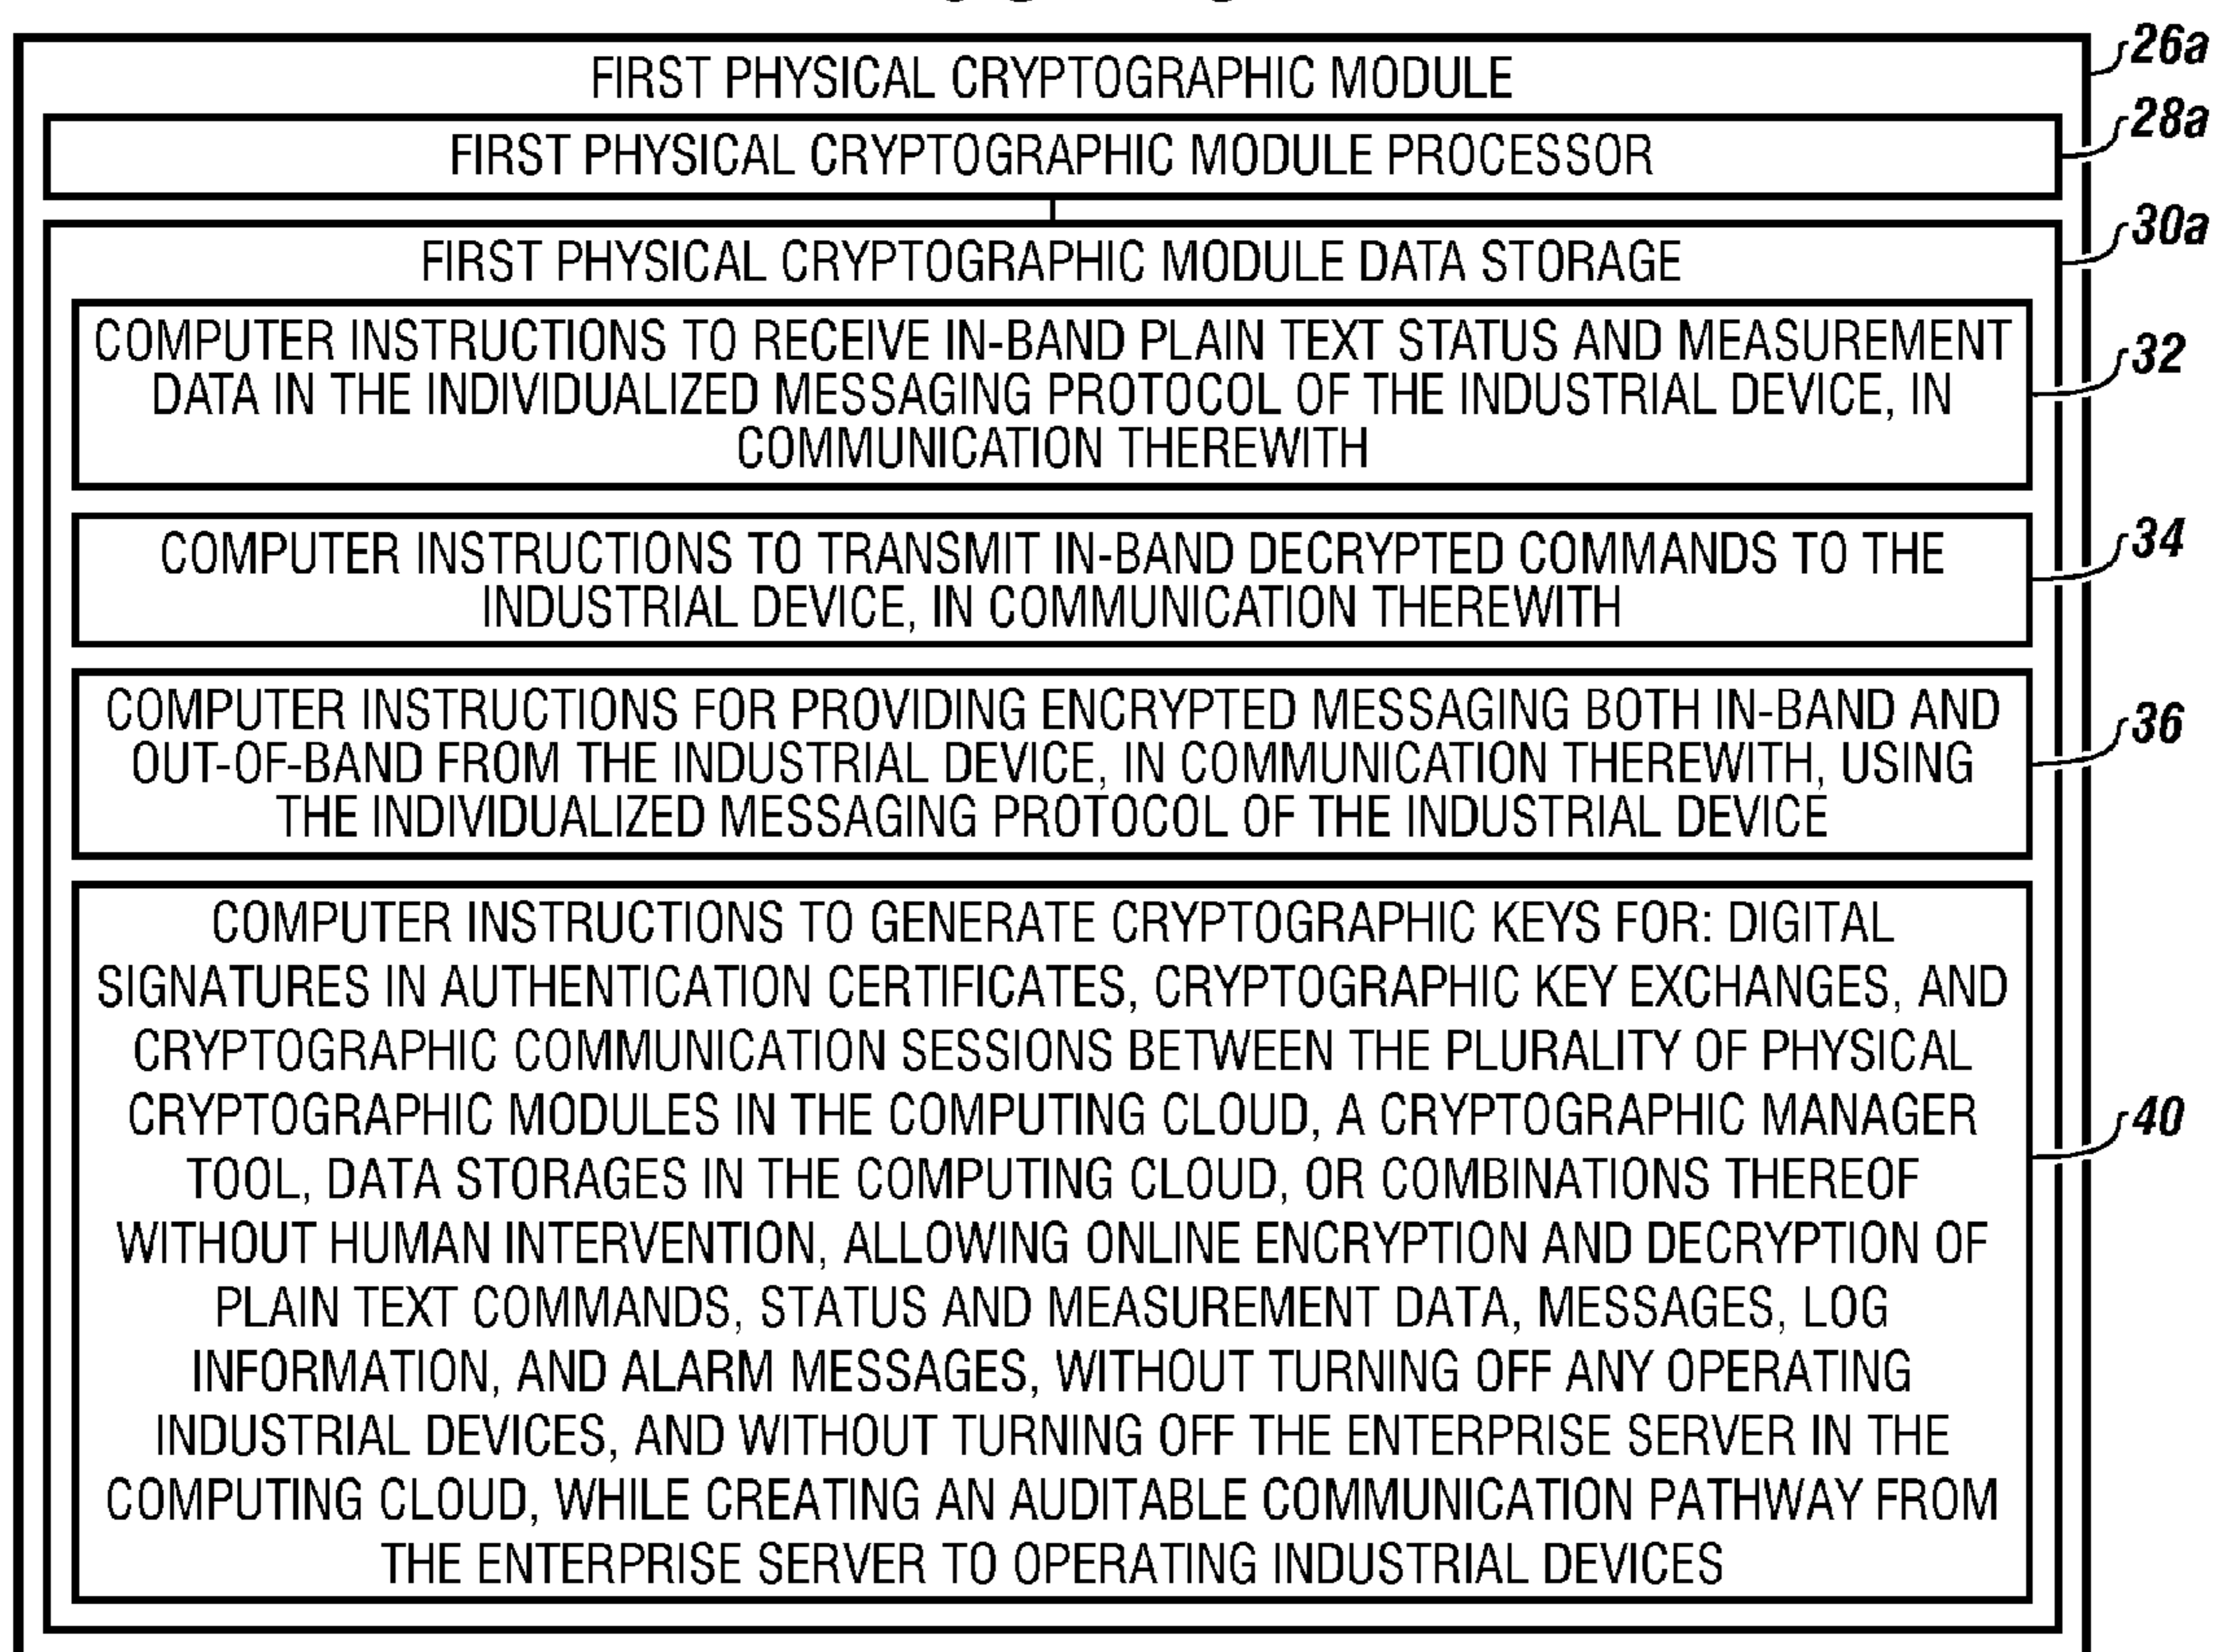 FIRST PHYSICAL CRYPTOGRAPHIC MODULE
26a
FIRST PHYSICAL CRYPTOGRAPHIC MODULE PROCESSOR
28a
FIRST PHYSICAL CRYPTOGRAPHIC MODULE DATA STORAGE
30a
COMPUTER INSTRUCTIONS TO RECEIVE IN-BAND PLAIN TEXT STATUS AND MEASUREMENT
DATA IN THE INDIVIDUALIZED MESSAGING PROTOCOL OF THE INDUSTRIAL DEVICE, IN
COMMUNICATION THEREWITH
32
COMPUTER INSTRUCTIONS TO TRANSMIT IN-BAND DECRYPTED COMMANDS TO THE
INDUSTRIAL DEVICE, IN COMMUNICATION THEREWITH
34
COMPUTER INSTRUCTIONS FOR PROVIDING ENCRYPTED MESSAGING BOTH IN-BAND AND
OUT-OF-BAND FROM THE INDUSTRIAL DEVICE, IN COMMUNICATION THEREWITH, USING
THE INDIVIDUALIZED MESSAGING PROTOCOL OF THE INDUSTRIAL DEVICE
36
COMPUTER INSTRUCTIONS TO GENERATE CRYPTOGRAPHIC KEYS FOR: DIGITAL
SIGNATURES IN AUTHENTICATION CERTIFICATES, CRYPTOGRAPHIC KEY EXCHANGES, AND
CRYPTOGRAPHIC COMMUNICATION SESSIONS BETWEEN THE PLURALITY OF PHYSICAL
CRYPTOGRAPHIC MODULES IN THE COMPUTING CLOUD, A CRYPTOGRAPHIC MANAGER
TOOL, DATA STORAGES IN THE COMPUTING CLOUD, OR COMBINATIONS THEREOF
WITHOUT HUMAN INTERVENTION, ALLOWING ONLINE ENCRYPTION AND DECRYPTION OF
PLAIN TEXT COMMANDS, STATUS AND MEASUREMENT DATA, MESSAGES, LOG
INFORMATION, AND ALARM MESSAGES, WITHOUT TURNING OFF ANY OPERATING
INDUSTRIAL DEVICES, AND WITHOUT TURNING OFF THE ENTERPRISE SERVER IN THE
COMPUTING CLOUD, WHILE CREATING AN AUDITABLE COMMUNICATION PATHWAY FROM
THE ENTERPRISE SERVER TO OPERATING INDUSTRIAL DEVICES
40